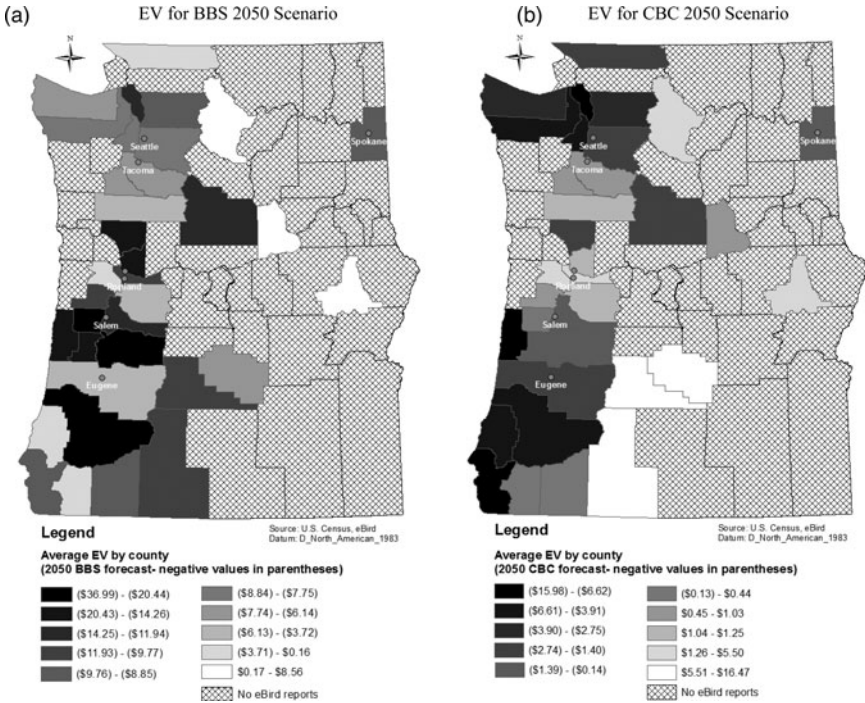 (a)
EV for BBS 2050 Scenario
N
Seattle
Tacoma
Spokane
Portland
Salem
Eugene
Legend
Source: U.S. Census, eBird
Datum: D_North_American_1983
Average EV by county
(2050 BBS forecast- negative values in parentheses)
($36.99) - ($20.44)
($20.43) - ($14.26)
($14.25) - ($11.94)
($11.93) - ($9.77)
($9.76) - ($8.85)
($8.84) - ($7.75)
($7.74) - ($6.14)
($6.13) - ($3.72)
($3.71) - $0.16
$0.17 - $8.56
No eBird reports
(b)
EV for CBC 2050 Scenario
N
Seattle
Tacoma
Spokane
Portland
Salem
Eugene
Legend
Source: U.S. Census, eBird
Datum: D_North_American_1983
Average EV by county
(2050 CBC forecast- negative values in parentheses)
($15.98) - ($6.62)
($6.61) - ($3.91)
($3.90) - ($2.75)
($2.74) - ($1.40)
($1.39) - ($0.14)
($0.13) - $0.44
$0.45 - $1.03
$1.04 - $1.25
$1.26 - $5.50
$5.51 - $16.47
No eBird reports